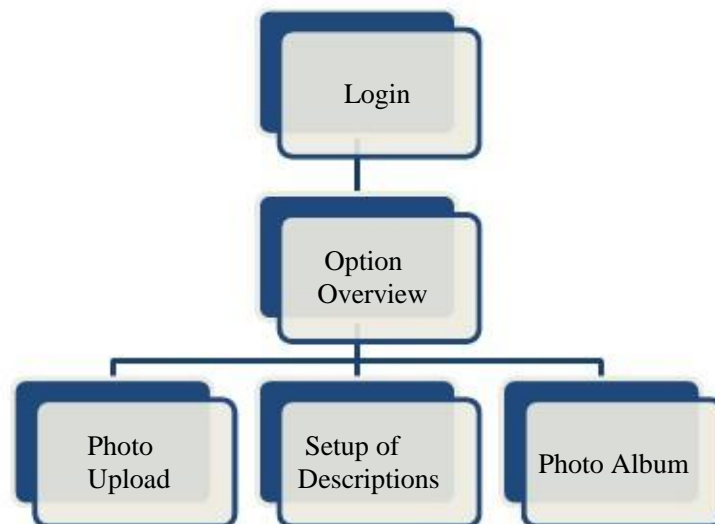 Login
Option
Overview
Photo
Upload
Setup of
Descriptions
Photo Album